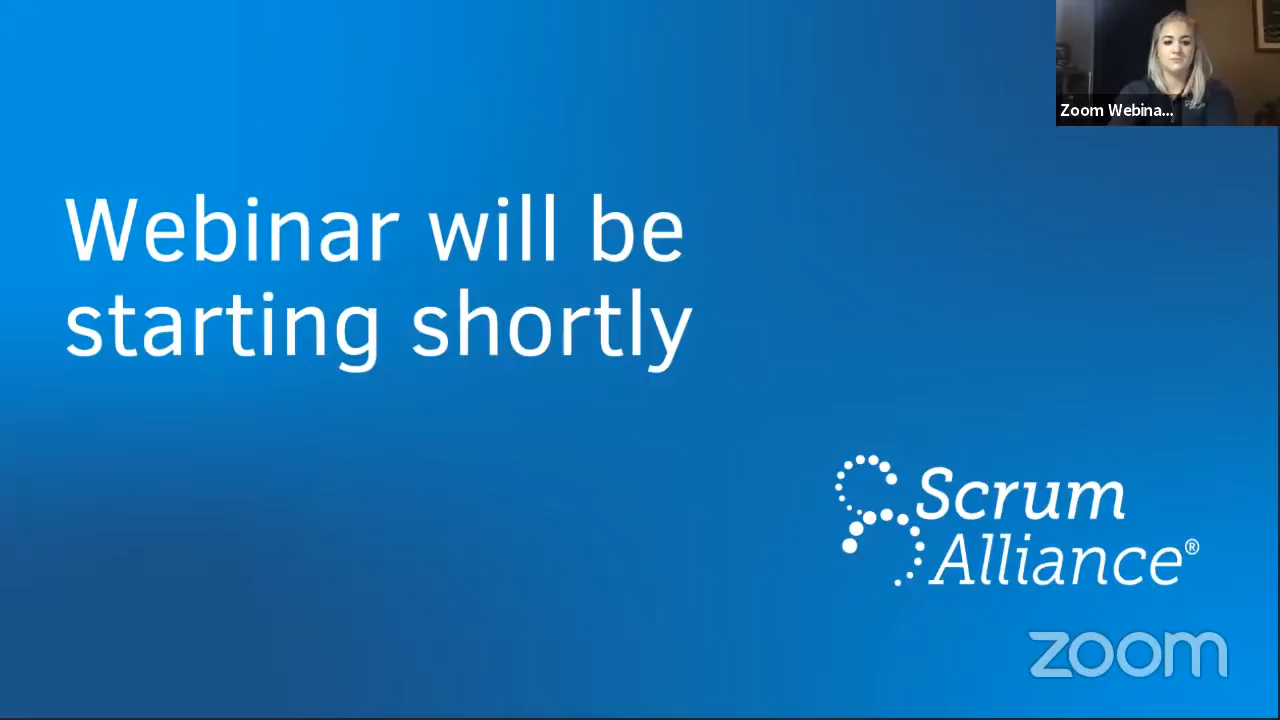 Zoom Webina...
Webinar will be
starting shortly
Scrum
Alliance®
zoom